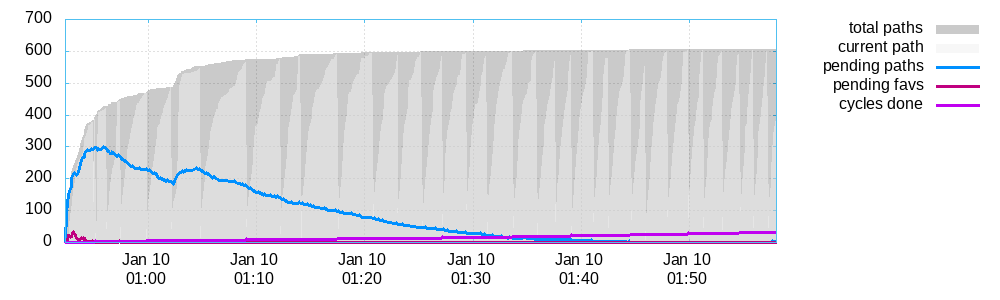 700
600
500
400
300
200
100
0
Jan 10 Jan 10 Jan 10 Jan 10 Jan 10 Jan 10
01:00 01:10 01:20 01:30 01:40 01:50
total paths
current path
pending paths
pending favs
cycles done